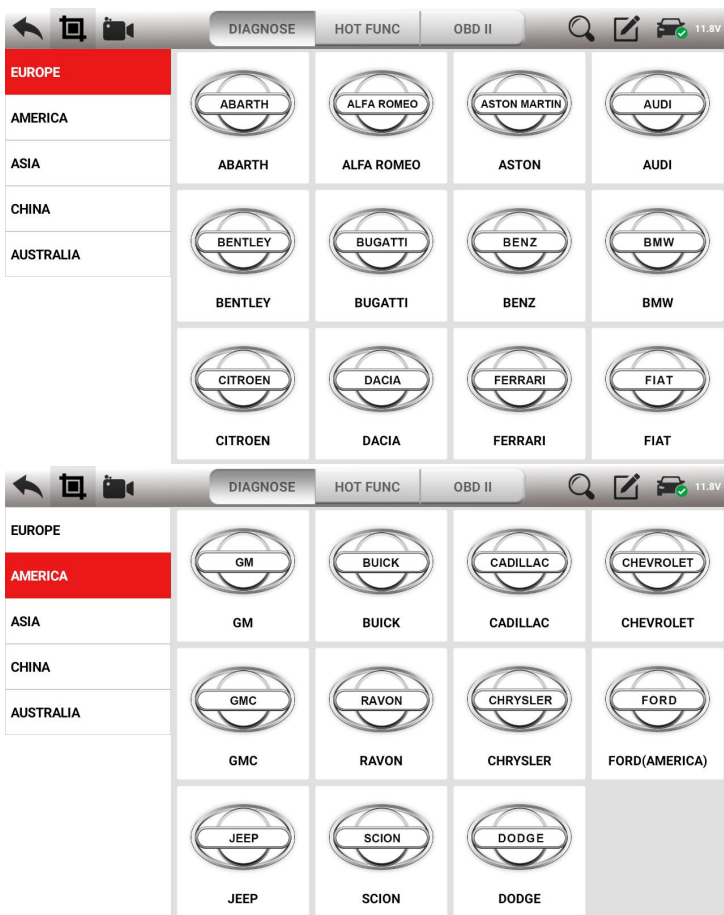 DIAGNOSE HOT FUNC OBD II 11.8V
EUROPE
AMERICA
ASIA
CHINA
AUSTRALIA
ABARTH ALFA ROMEO ASTON MARTIN AUDI
ABARTH ALFA ROMEO ASTON AUDI
BENTLEY BUGATTI BENZ BMW
BENTLEY BUGATTI BENZ BMW
CITROEN DACIA FERRARI FIAT
CITROEN DACIA FERRARI FIAT
DIAGNOSE HOT FUNC OBD II 11.8V
EUROPE
AMERICA
ASIA
CHINA
AUSTRALIA
GM BUICK CADILLAC CHEVROLET
GM BUICK CADILLAC CHEVROLET
GMC RAVON CHRYSLER FORD
GMC RAVON CHRYSLER FORD(AMERICA)
JEEP SCION DODGE
JEEP SCION DODGE